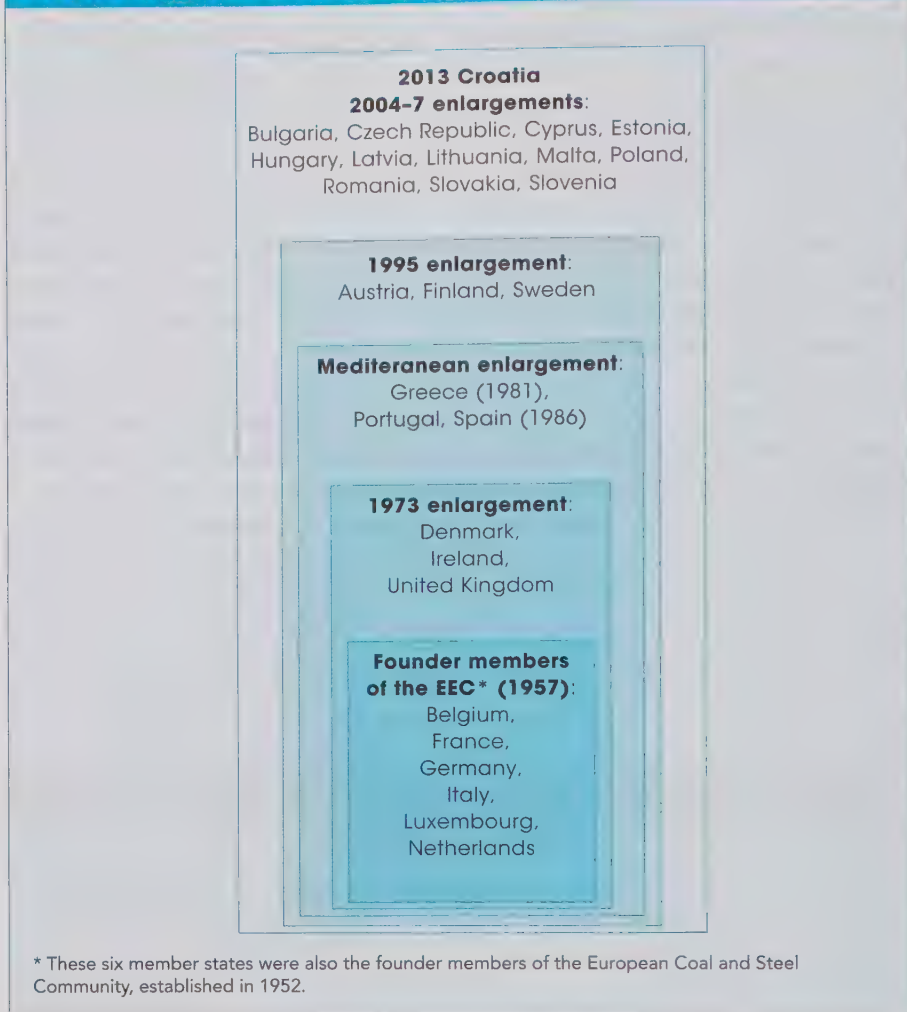 2013 Croatia
2004–7 enlargements:
Bulgaria, Czech Republic, Cyprus, Estonia,
Hungary, Latvia, Lithuania, Malta, Poland,
Romania, Slovakia, Slovenia
1995 enlargement:
Austria, Finland, Sweden
Mediteranean enlargement:
Greece (1981),
Portugal, Spain (1986)
1973 enlargement:
Denmark,
Ireland,
United Kingdom
Founder members
of the EEC* (1957):
Belgium,
France,
Germany,
Italy,
Luxembourg,
Netherlands
* These six member states were also the founder members of the European Coal and Steel
Community, established in 1952.